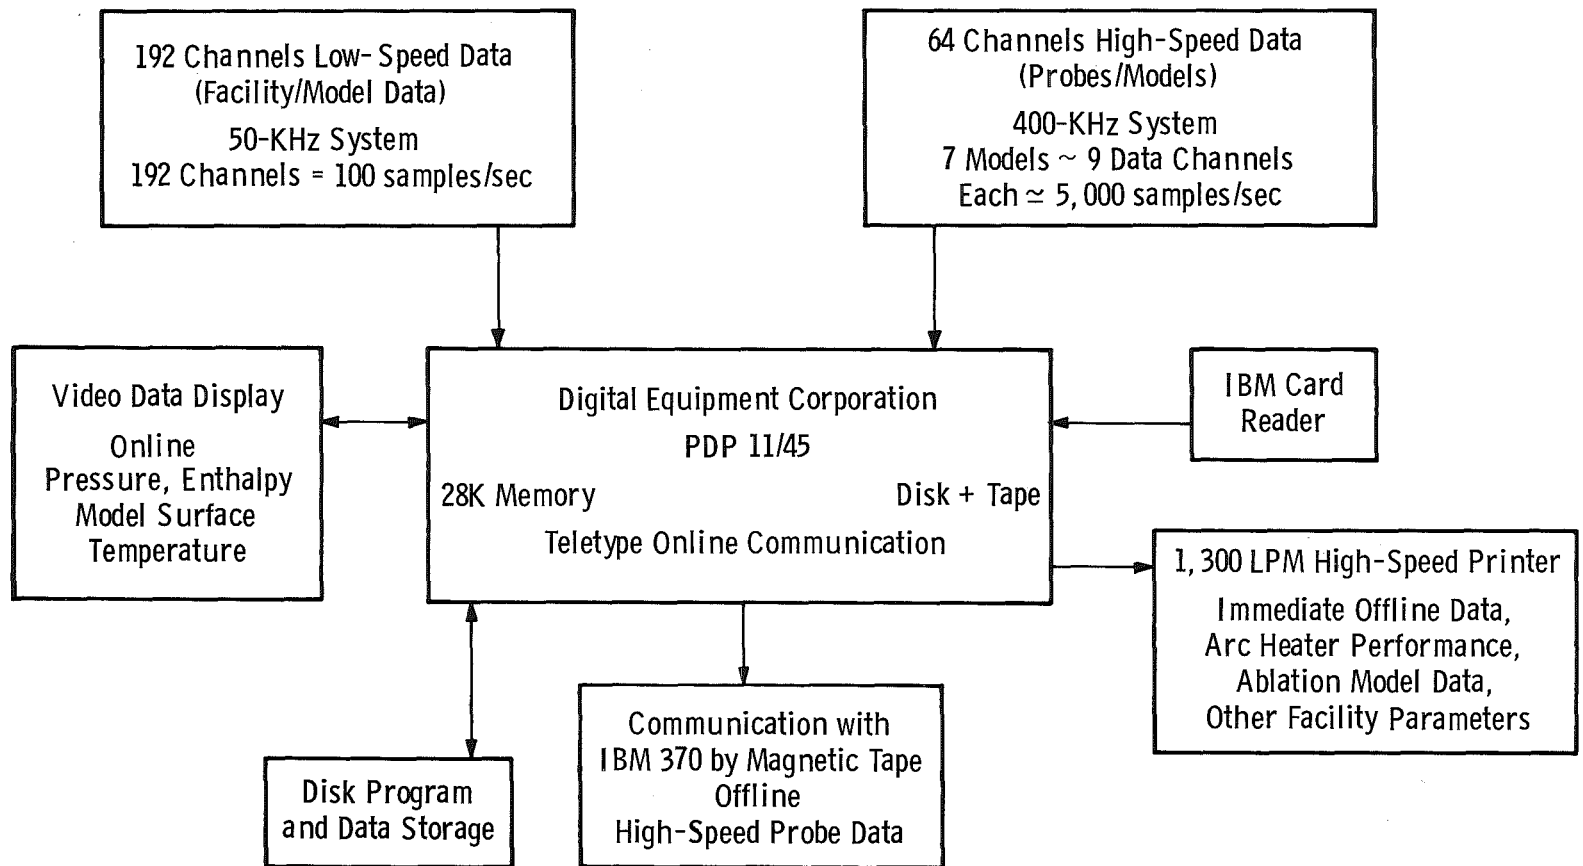 192 Channels Low-Speed Data
(Facility/Model Data)
50-KHz System
192 Channels = 100 samples/sec
64 Channels High-Speed Data
(Probes/Models)
400-KHz System
7 Models ~ 9 Data Channels
Each ≃ 5,000 samples/sec
Video Data Display
Online
Pressure, Enthalpy
Model Surface
Temperature
Digital Equipment Corporation
PDP 11/45
28K Memory Disk + Tape
Teletype Online Communication
IBM Card
Reader
1,300 LPM High-Speed Printer
Immediate Offline Data,
Arc Heater Performance,
Ablation Model Data,
Other Facility Parameters
Disk Program
and Data Storage
Communication with
IBM 370 by Magnetic Tape
Offline
High-Speed Probe Data